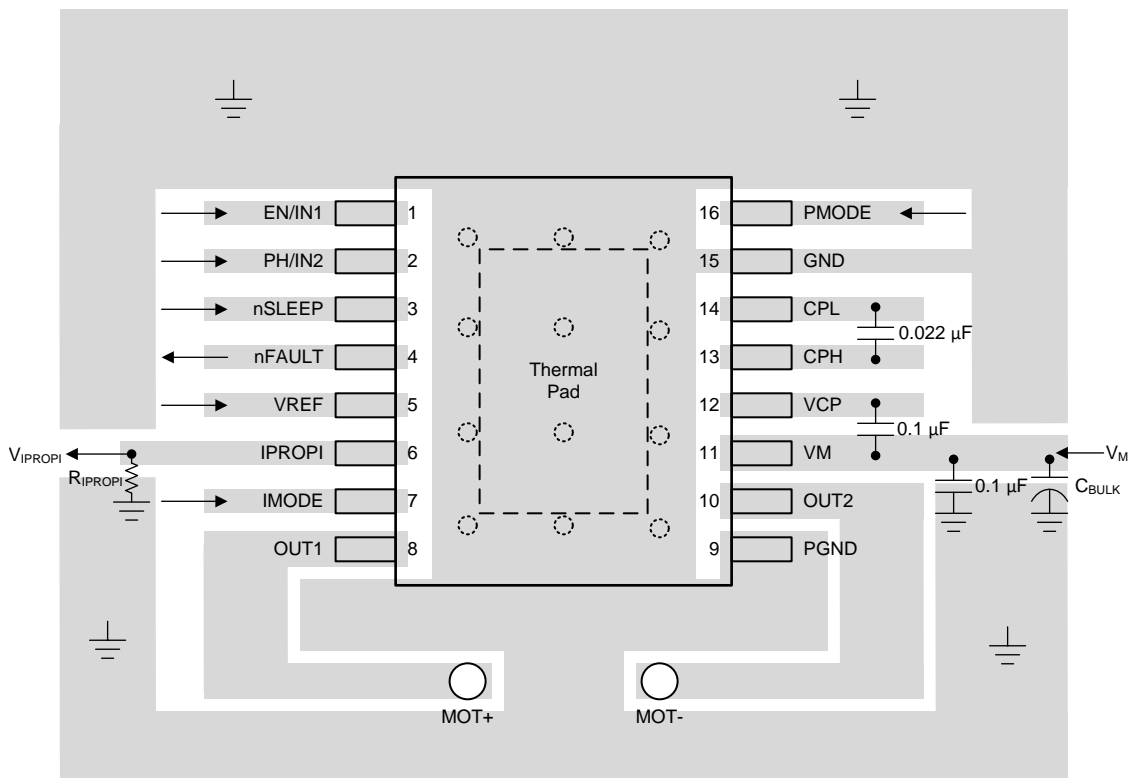 EN/IN1 1
PH/IN2 2
nSLEEP 3
nFAULT 4
VREF 5
IPROPI 6
IMODE 7
OUT1 8
VIPROPI
RIPROPI
Thermal
Pad
16 PMODE
15 GND
14 CPL
13 CPH
12 VCP
11 VM
10 OUT2
9 PGND
0.022 µF
0.1 µF
VM
0.1 µF
CBULK
MOT+
MOT-